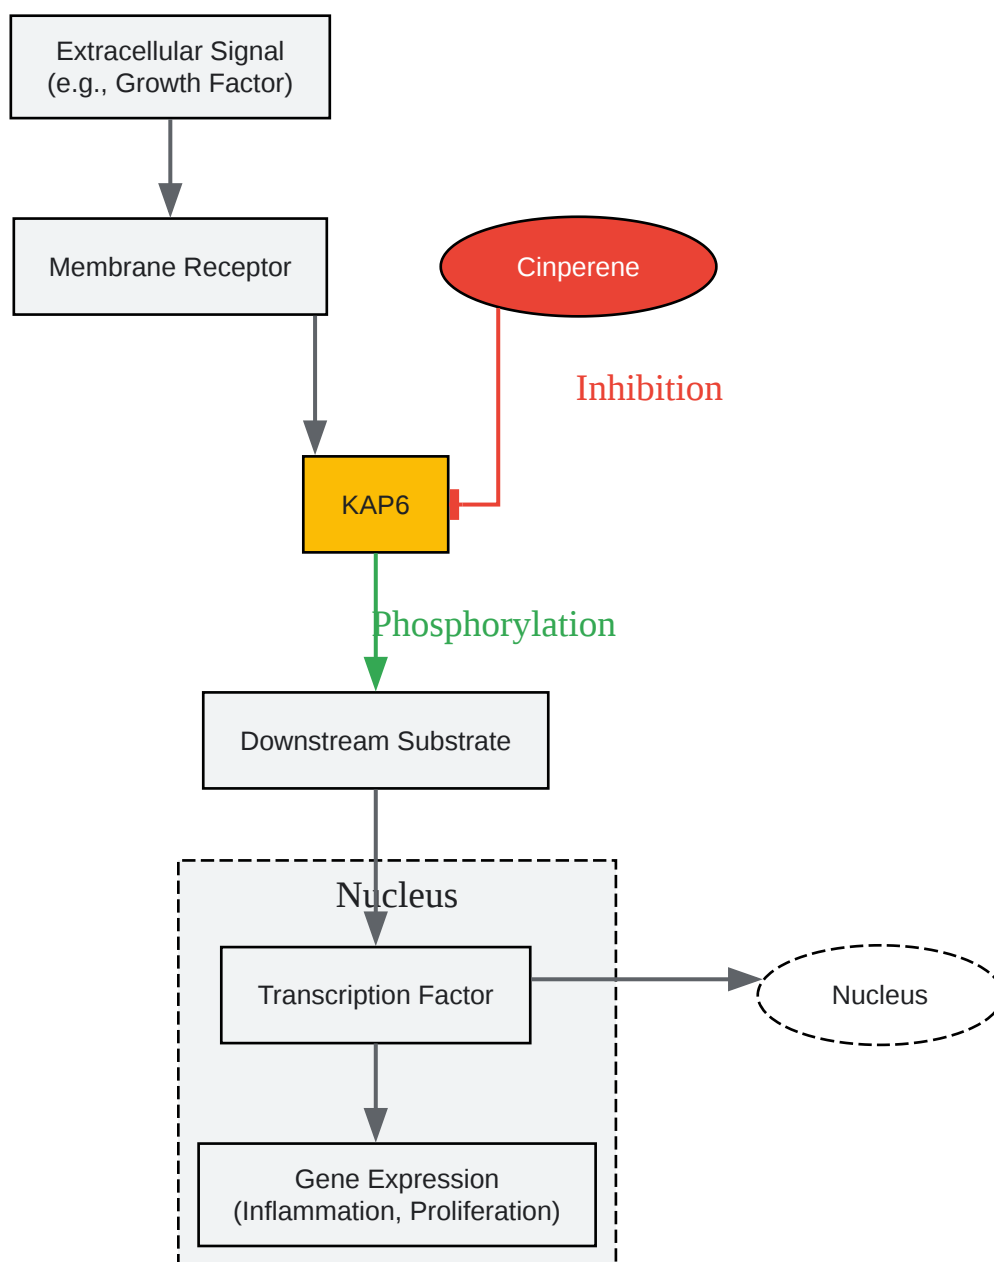 Extracellular Signal
(e.g., Growth Factor)
Membrane Receptor
Cinperene
Inhibition
KAP6
Phosphorylation
Downstream Substrate
Nucleus
Transcription Factor
Nucleus
Gene Expression
(Inflammation, Proliferation)